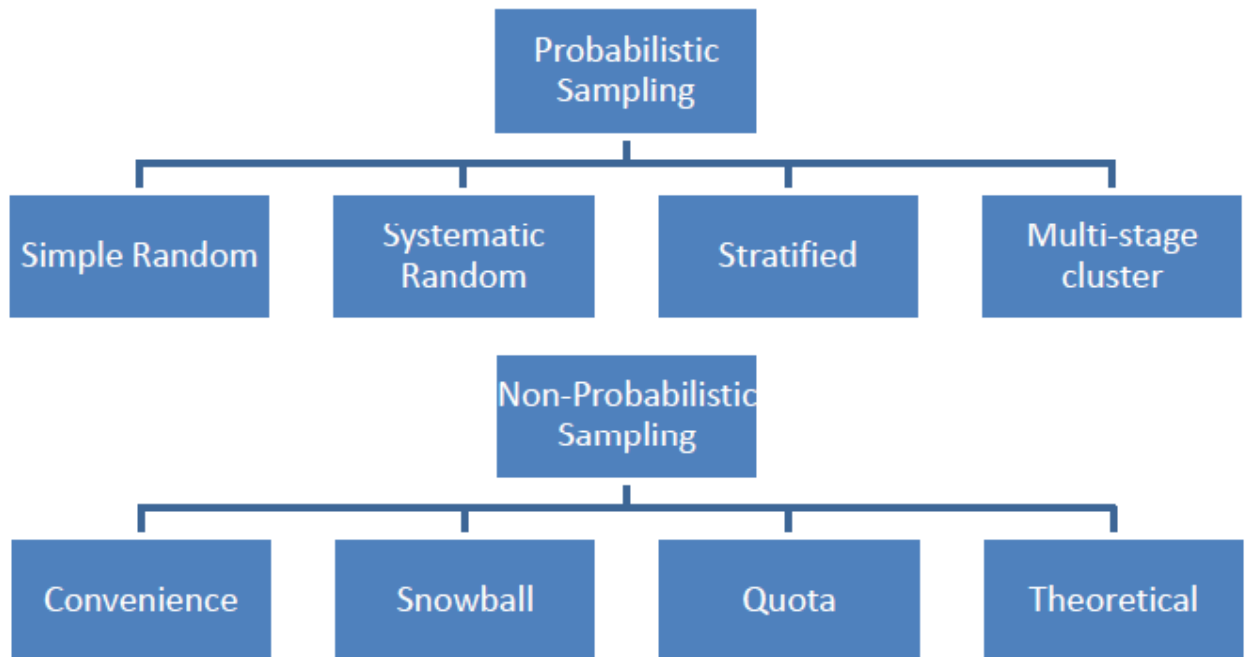 Probabilistic
Sampling
Simple Random
Systematic
Random
Stratified
Multi-stage
cluster
Non-Probabilistic
Sampling
Convenience
Snowball
Quota
Theoretical